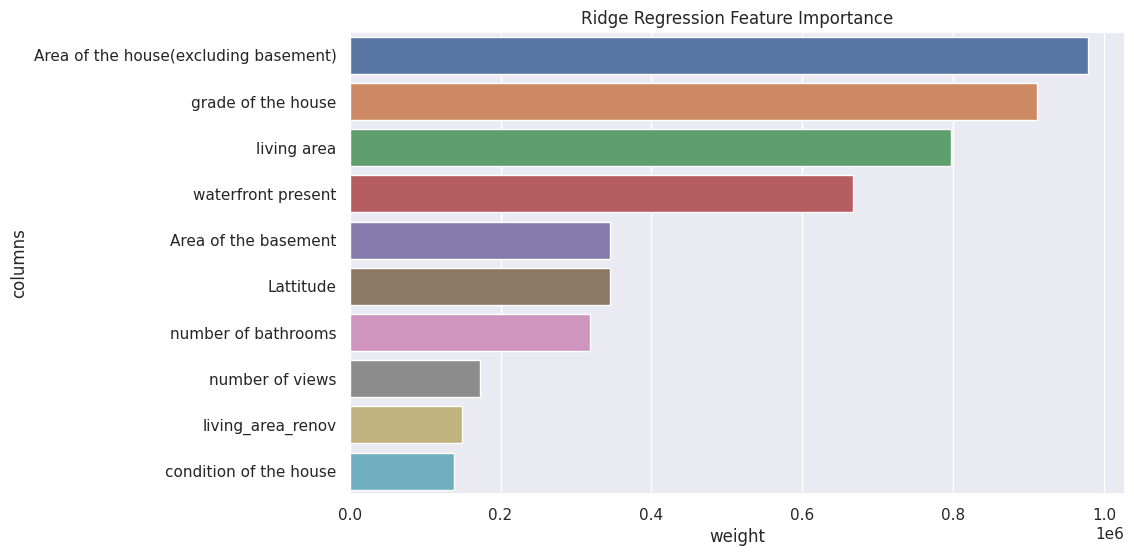 Ridge Regression Feature Importance
Area of the house(excluding basement)
grade of the house
living area
waterfront present
Area of the basement
Lattitude
number of bathrooms
number of views
living_area_renov
condition of the house
columns
0.0 0.2 0.4 0.6 0.8 1.0
1e6
weight